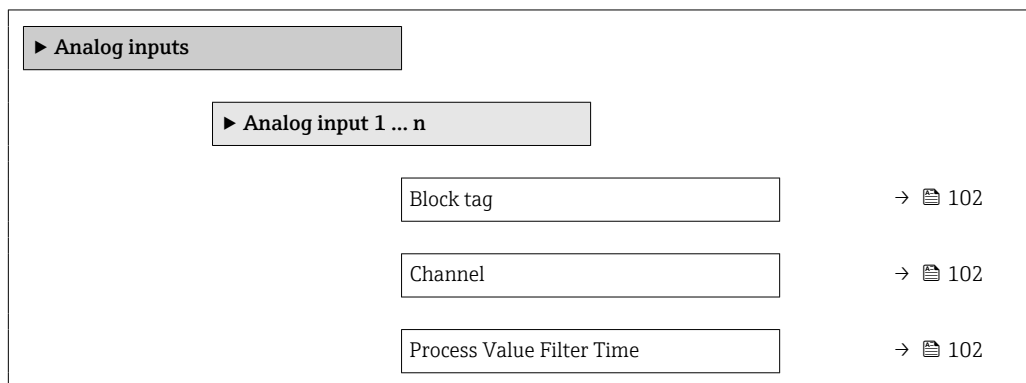 ▶ Analog inputs
▶ Analog input 1 ... n
Block tag → 102
Channel → 102
Process Value Filter Time → 102